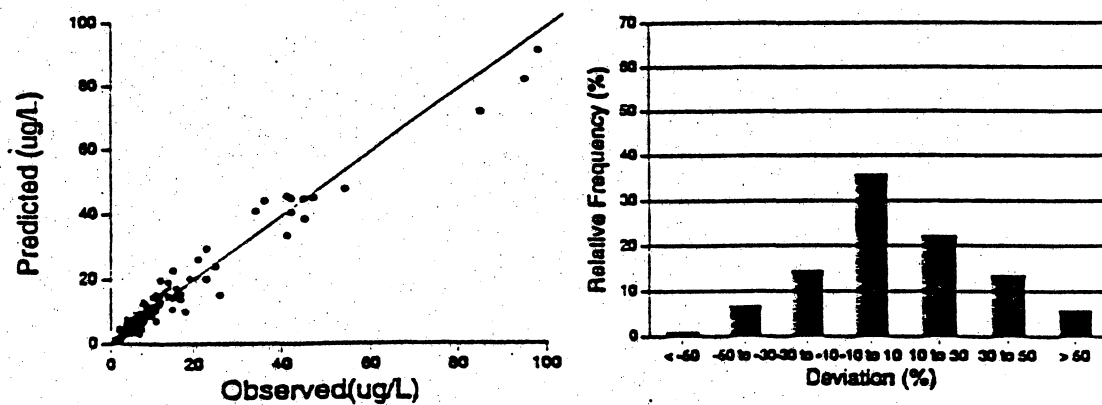 100
80
60
40
20
0
Predicted (ug/L)
0 20 40 60 80 100
Observed(ug/L)
70
60
50
40
30
20
10
0
Relative Frequency (%)
< -50 -50 to -30 -30 to -10 -10 to 10 10 to 30 30 to 50 > 50
Deviation (%)